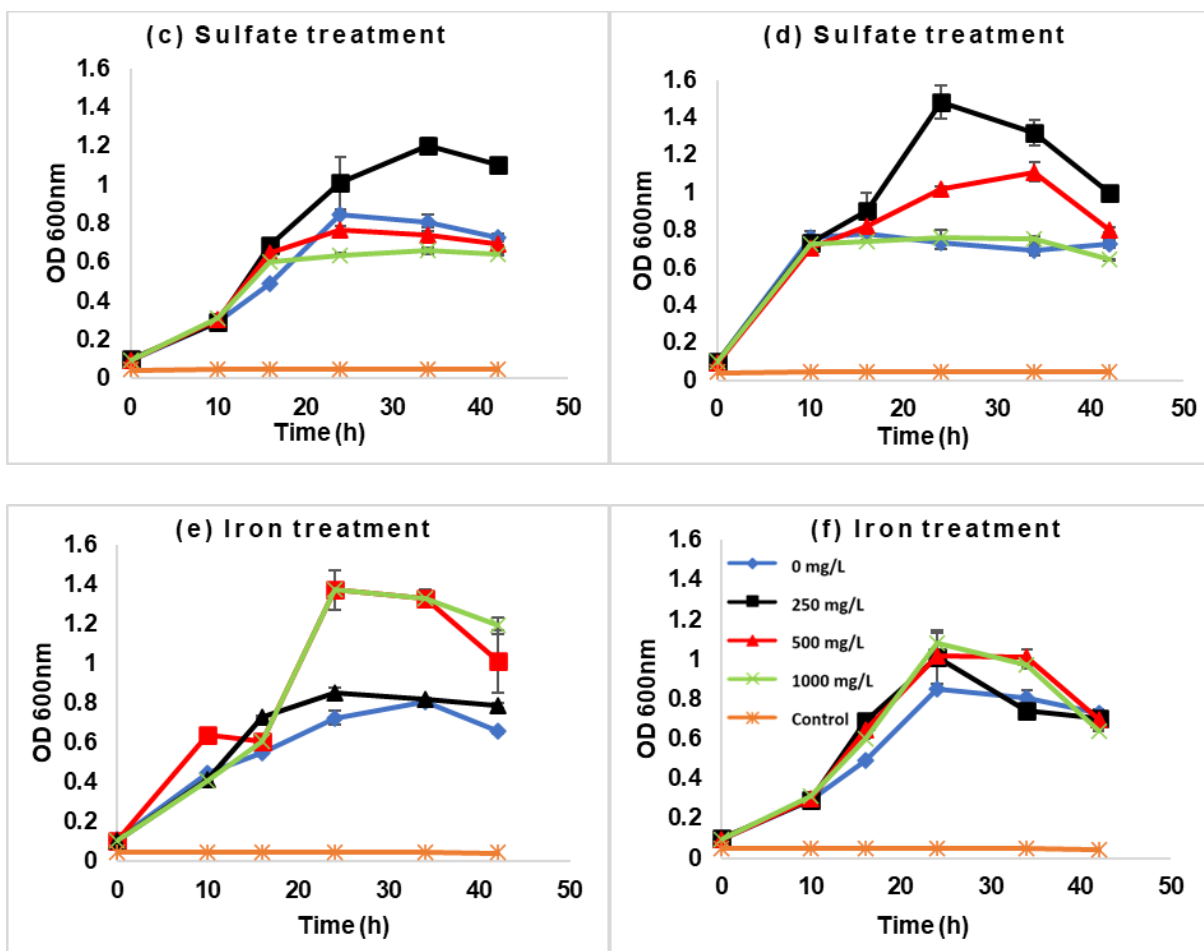 (c) Sulfate treatment
1.6
1.4
1.2
1
0.8
0.6
0.4
0.2
0
OD 600nm
0 10 20 30 40 50
Time (h)
(d) Sulfate treatment
1.6
1.4
1.2
1
0.8
0.6
0.4
0.2
0
OD 600nm
0 10 20 30 40 50
Time (h)
(e) Iron treatment
1.6
1.4
1.2
1
0.8
0.6
0.4
0.2
0
OD 600nm
0 10 20 30 40 50
Time (h)
(f) Iron treatment
1.6
1.4
1.2
1
0.8
0.6
0.4
0.2
0
OD 600nm
0 mg/L
250 mg/L
500 mg/L
1000 mg/L
Control
0 10 20 30 40 50
Time (h)